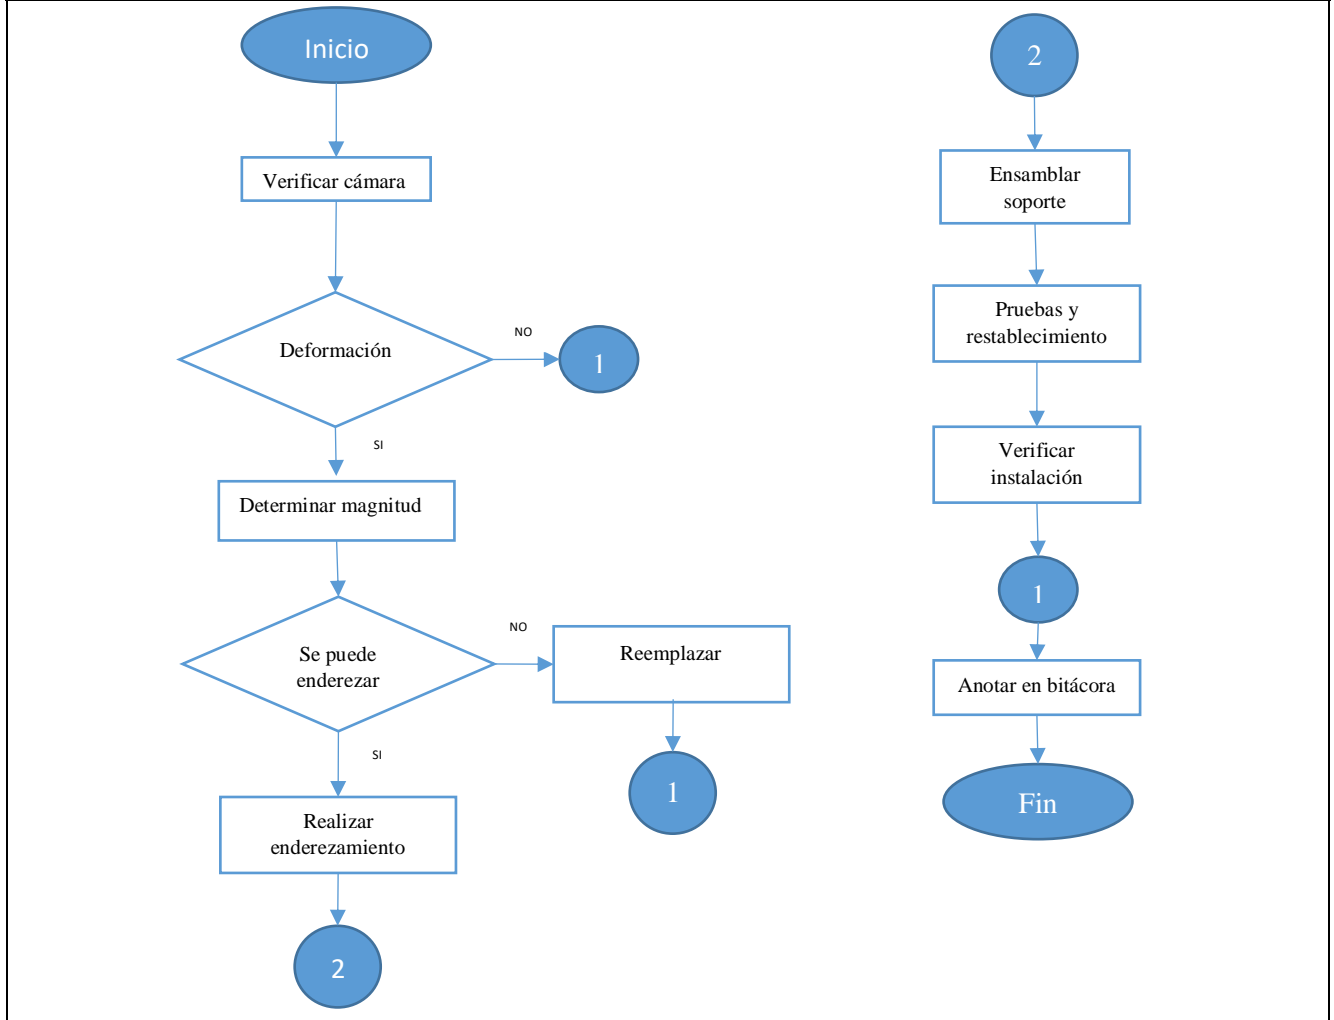 Inicio
Verificar cámara
Deformación
NO
1
SI
Determinar magnitud
Se puede
enderezar
NO
Reemplazar
1
SI
Realizar
enderezamiento
2
2
Ensamblar
soporte
Pruebas y
restablecimiento
Verificar
instalación
1
Anotar en bitácora
Fin